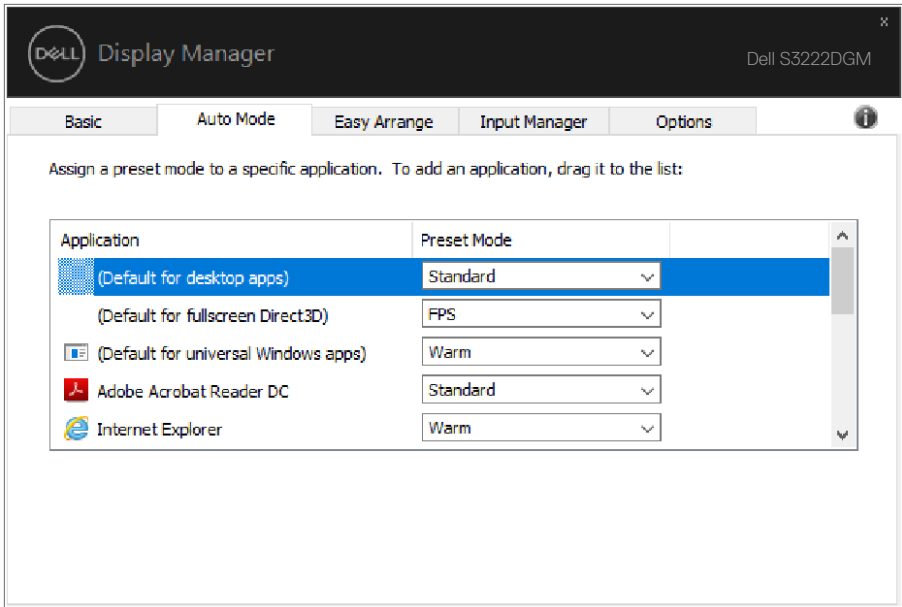 x
DELL Display Manager
Dell S3222DGM
Basic Auto Mode Easy Arrange Input Manager Options
Assign a preset mode to a specific application. To add an application, drag it to the list:
Application Preset Mode
(Default for desktop apps) Standard
(Default for fullscreen Direct3D) FPS
(Default for universal Windows apps) Warm
Adobe Acrobat Reader DC Standard
Internet Explorer Warm